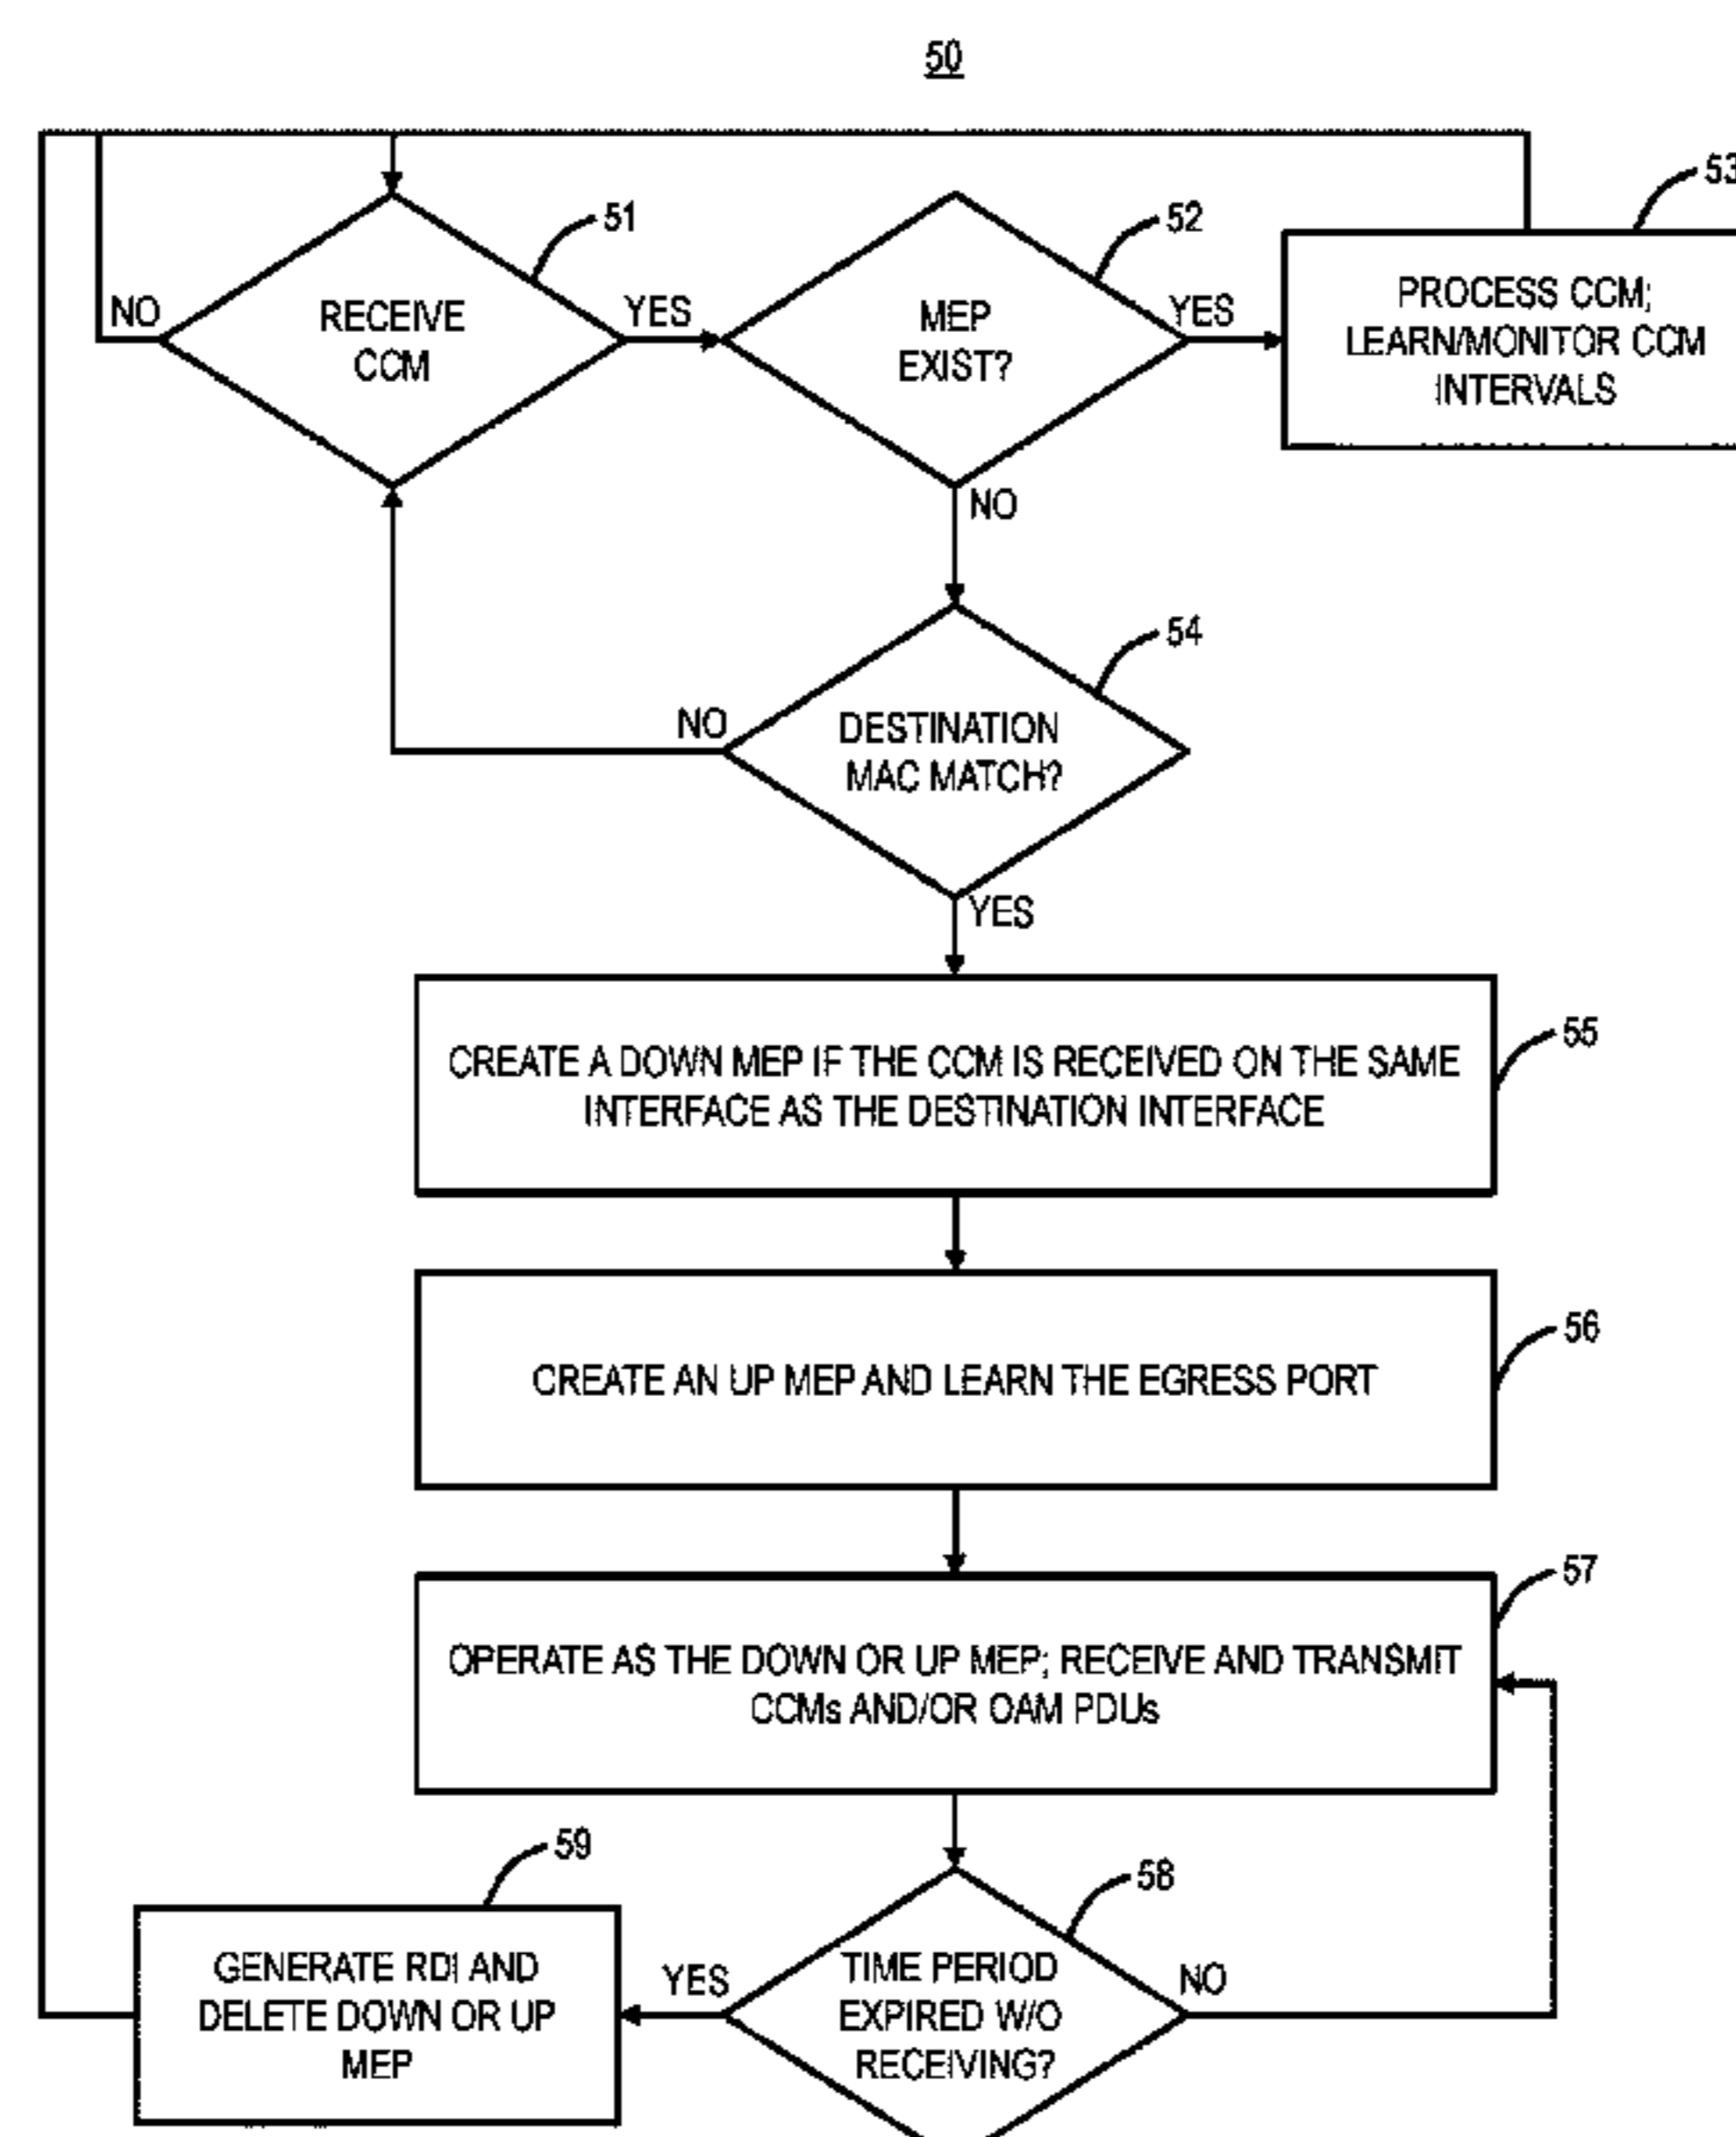 50
51
NO
RECEIVE
CCM
YES
52
MEP
EXIST?
YES
53
PROCESS CCM;
LEARN/MONITOR CCM
INTERVALS
NO
54
NO
DESTINATION
MAC MATCH?
YES
55
CREATE A DOWN MEP IF THE CCM IS RECEIVED ON THE SAME
INTERFACE AS THE DESTINATION INTERFACE
56
CREATE AN UP MEP AND LEARN THE EGRESS PORT
57
OPERATE AS THE DOWN OR UP MEP; RECEIVE AND TRANSMIT
CCMs AND/OR OAM PDUs
58
TIME PERIOD
EXPIRED W/O
RECEIVING?
NO
YES
59
GENERATE RDI AND
DELETE DOWN OR UP
MEP